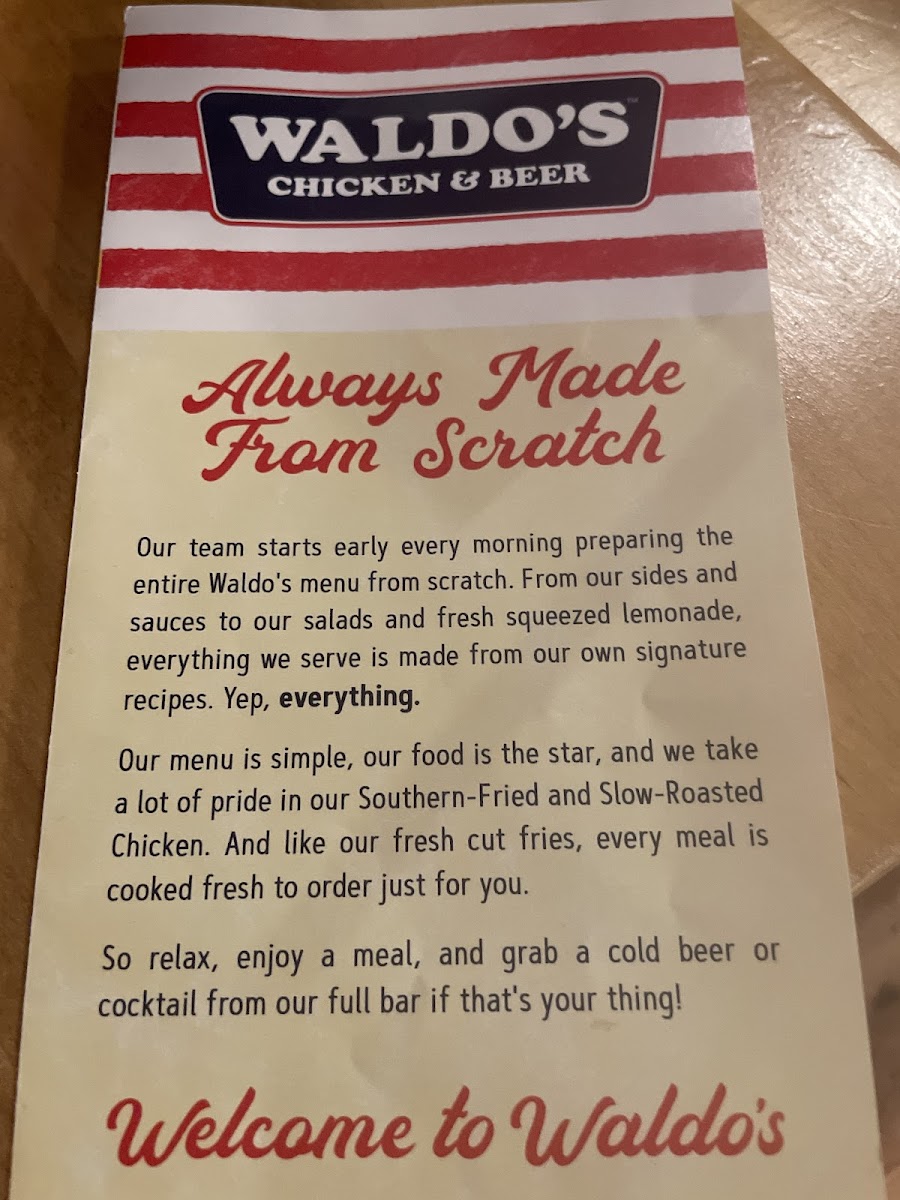 WALDO'S™
CHICKEN & BEER
Always Made
From Scratch
Our team starts early every morning preparing the
entire Waldo's menu from scratch. From our sides and
sauces to our salads and fresh squeezed lemonade,
everything we serve is made from our own signature
recipes. Yep, everything.
Our menu is simple, our food is the star, and we take
a lot of pride in our Southern-Fried and Slow-Roasted
Chicken. And like our fresh cut fries, every meal is
cooked fresh to order just for you.
So relax, enjoy a meal, and grab a cold beer or
cocktail from our full bar if that's your thing!
Welcome to Waldo's